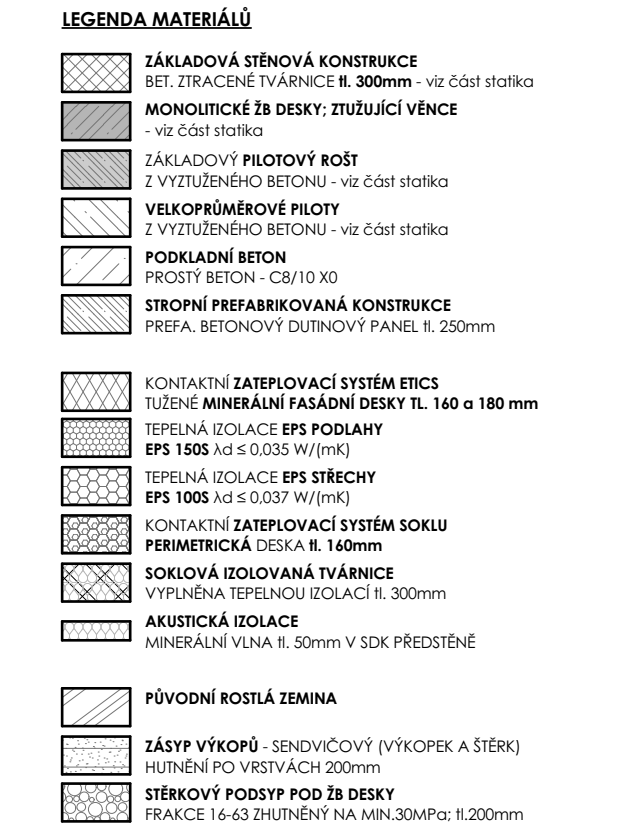 LEGENDA MATERIÁLŮ
ZÁKLADOVÁ STĚNOVÁ KONSTRUKCE
BET. ZTRACENÉ TVÁRNICE tl. 300mm - viz část statika
MONOLITICKÉ ŽB DESKY; ZTUŽUJÍCÍ VĚNCE
- viz část statika
ZÁKLADOVÝ PILOTOVÝ ROŠT
Z VYZTUŽENÉHO BETONU - viz část statika
VELKOPRŮMĚROVÉ PILOTY
Z VYZTUŽENÉHO BETONU - viz část statika
PODKLADNÍ BETON
PROSTÝ BETON - C8/10 X0
STROPNÍ PREFABRIKOVANÁ KONSTRUKCE
PREFA. BETONOVÝ DUTINOVÝ PANEL tl. 250mm
KONTAKTNÍ ZATEPLOVACÍ SYSTÉM ETICS
TUŽENÉ MINERÁLNÍ FASÁDNÍ DESKY TL. 160 a 180 mm
TEPELNÁ IZOLACE EPS PODLAHY
EPS 150S λd ≤ 0,035 W/(mK)
TEPELNÁ IZOLACE EPS STŘECHY
EPS 100S λd ≤ 0,037 W/(mK)
KONTAKTNÍ ZATEPLOVACÍ SYSTÉM SOKLU
PERIMETRICKÁ DESKA tl. 160mm
SOKLOVÁ IZOLOVANÁ TVÁRNICE
VYPLNĚNA TEPELNOU IZOLACÍ tl. 300mm
AKUSTICKÁ IZOLACE
MINERÁLNÍ VLNA tl. 50mm V SDK PŘEDSTĚNĚ
PŮVODNÍ ROSTLÁ ZEMINA
ZÁSYP VÝKOPŮ - SENDVIČOVÝ (VÝKOPEK A ŠTĚRK)
HUTNĚNÍ PO VRSTVÁCH 200mm
STĚRKOVÝ PODSYP POD ŽB DESKY
FRAKCE 16-63 ZHUTNĚNÝ NA MIN.30MPa; tl.200mm